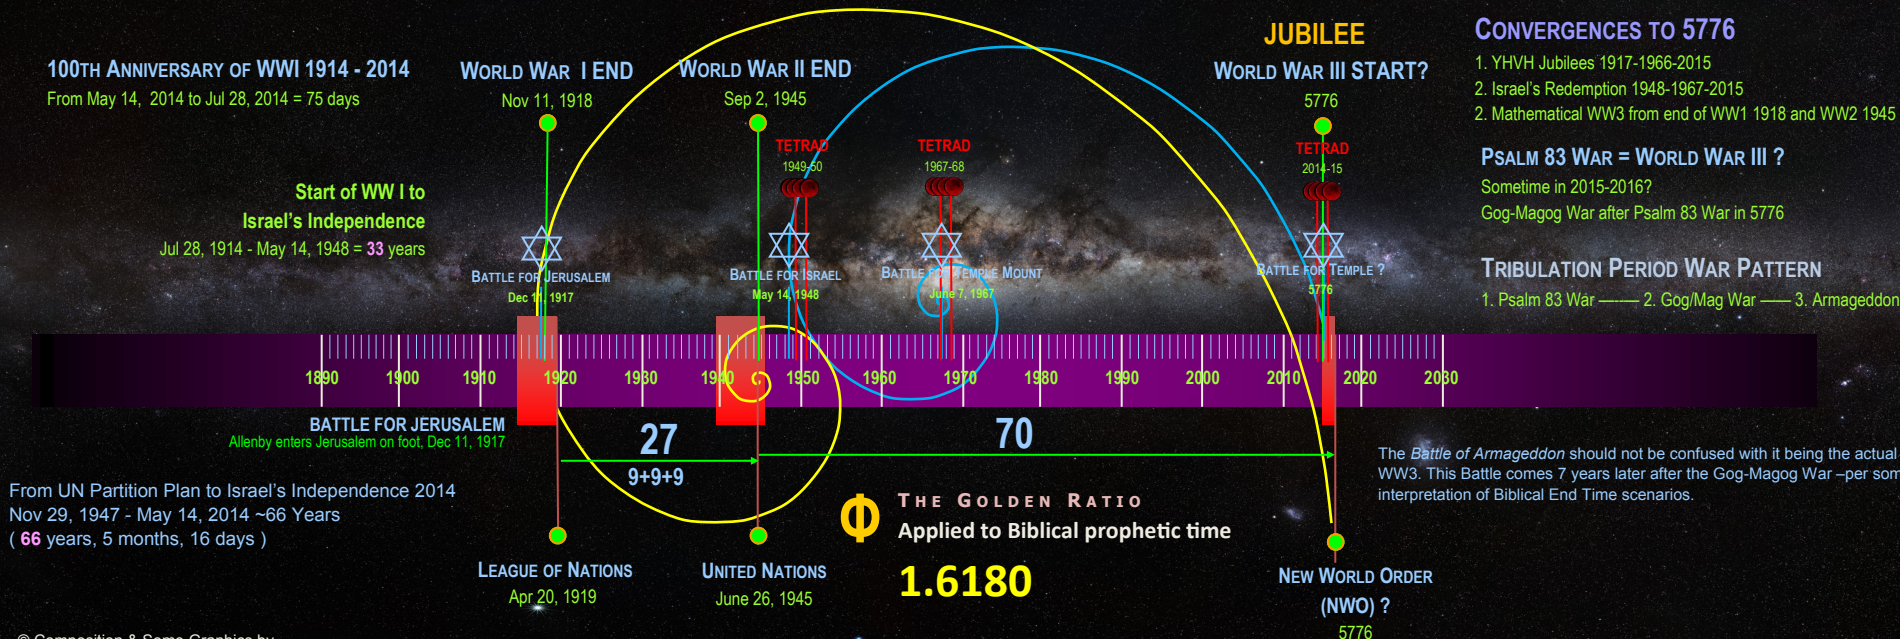 100TH ANNIVERSARY OF WWI 1914 - 2014
From May 14, 2014 to Jul 28, 2014 = 75 days
WORLD WAR I END
Nov 11, 1918
WORLD WAR II END
Sep 2, 1945
JUBILEE
WORLD WAR III START?
5776
CONVERGENCES TO 5776
1. YHVH Jubilees 1917-1966-2015
2. Israel's Redemption 1948-1967-2015
2. Mathematical WW3 from end of WW1 1918 and WW2 1945
PSALM 83 WAR = WORLD WAR III ?
Sometime in 2015-2016?
Gog-Magog War after Psalm 83 War in 5776
TRIBULATION PERIOD WAR PATTERN
1. Psalm 83 War ––––– 2. Gog/Mag War –––– 3. Armageddon
TETRAD
1949-50
TETRAD
1967-68
TETRAD
2014-15
Start of WW I to
Israel's Independence
Jul 28, 1914 - May 14, 1948 = 33 years
BATTLE FOR JERUSALEM
Dec 11, 1917
BATTLE FOR ISRAEL
May 14, 1948
BATTLE FOR TEMPLE MOUNT
June 7, 1967
BATTLE FOR TEMPLE ?
5776
1890 1900 1910 1920 1930 1940 1950 1960 1970 1980 1990 2000 2010 2020 2030
BATTLE FOR JERUSALEM
Allenby enters Jerusalem on foot, Dec 11, 1917
27
9+9+9
70
From UN Partition Plan to Israel's Independence 2014
Nov 29, 1947 - May 14, 2014 ~66 Years
( 66 years, 5 months, 16 days )
The Battle of Armageddon should not be confused with it being the actual
WW3. This Battle comes 7 years later after the Gog-Magog War –per som
interpretation of Biblical End Time scenarios.
Φ
THE GOLDEN RATIO
Applied to Biblical prophetic time
1.6180
LEAGUE OF NATIONS
Apr 20, 1919
UNITED NATIONS
June 26, 1945
NEW WORLD ORDER
(NWO) ?
5776
© Composition & Some Graphics by